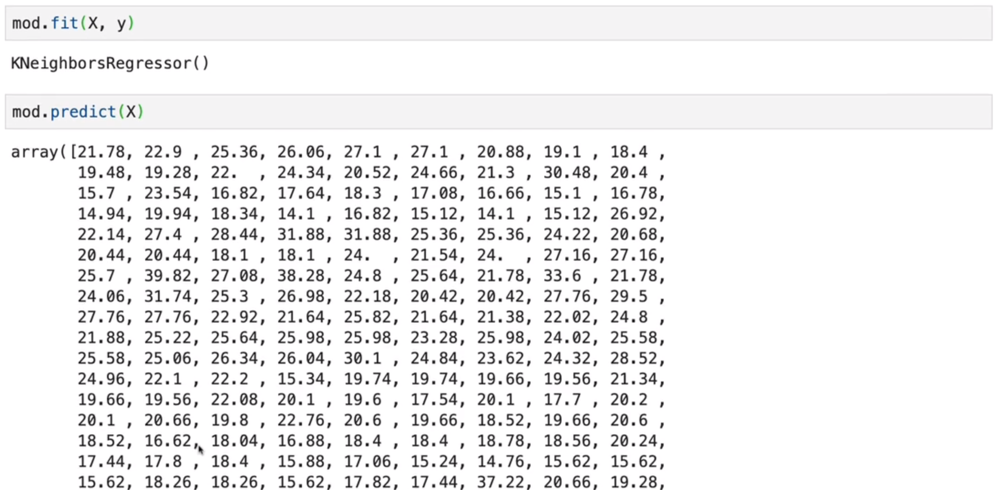 mod.fit(X, y)
KNeighborsRegressor()
mod.predict(X)
array([21.78, 22.9 , 25.36, 26.06, 27.1 , 27.1 , 20.88, 19.1 , 18.4 ,
19.48, 19.28, 22.  , 24.34, 20.52, 24.66, 21.3 , 30.48, 20.4 ,
15.7 , 23.54, 16.82, 17.64, 18.3 , 17.08, 16.66, 15.1 , 16.78,
14.94, 19.94, 18.34, 14.1 , 16.82, 15.12, 14.1 , 15.12, 26.92,
22.14, 27.4 , 28.44, 31.88, 31.88, 25.36, 25.36, 24.22, 20.68,
20.44, 20.44, 18.1 , 18.1 , 24.  , 21.54, 24.  , 27.16, 27.16,
25.7 , 39.82, 27.08, 38.28, 24.8 , 25.64, 21.78, 33.6 , 21.78,
24.06, 31.74, 25.3 , 26.98, 22.18, 20.42, 20.42, 27.76, 29.5 ,
27.76, 27.76, 22.92, 21.64, 25.82, 21.64, 21.38, 22.02, 24.8 ,
21.88, 25.22, 25.64, 25.98, 25.98, 23.28, 25.98, 24.02, 25.58,
25.58, 25.06, 26.34, 26.04, 30.1 , 24.84, 23.62, 24.32, 28.52,
24.96, 22.1 , 22.2 , 15.34, 19.74, 19.74, 19.66, 19.56, 21.34,
19.66, 19.56, 22.08, 20.1 , 19.6 , 17.54, 20.1 , 17.7 , 20.2 ,
20.1 , 20.66, 19.8 , 22.76, 20.6 , 19.66, 18.52, 19.66, 20.6 ,
18.52, 16.62, 18.04, 16.88, 18.4 , 18.4 , 18.78, 18.56, 20.24,
17.44, 17.8 , 18.4 , 15.88, 17.06, 15.24, 14.76, 15.62, 15.62,
15.62, 18.26, 18.26, 15.62, 17.82, 17.44, 37.22, 20.66, 19.28,